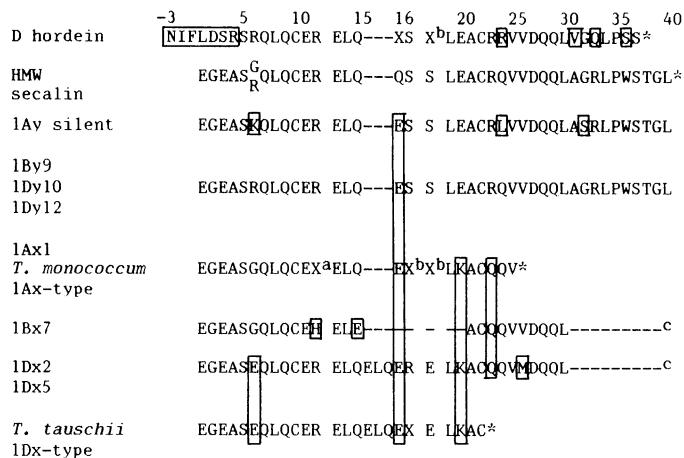 -3 5 10 15 16 20 25 30 35 40
D hordein NIFLDSRSRQLQCER ELQ---XS XᵇLEACRRVVDQQLVGQLPSS*
G
HMW EGEAS QLQCER ELQ---QS S LEACRQVVDQQLAGRLPWSTGL*
secalin R
1Ay silent EGEASKQLQCER ELQ---ES S LEACRLVVDQQLASRLPWSTGL
1By9
1Dy10 EGEASRQLQCER ELQ---ES S LEACRQVVDQQLAGRLPWSTGL
1Dy12
1Ax1
T. monococcum EGEASGQLQCEXᵃELQ---EXᵇXᵇLKACQQV*
1Ax-type
1Bx7 EGEASGQLQCEH ELE------ - --ACQQVVDQQL----------ᶜ
1Dx2 EGEASEQLQCER ELQELQER E LKACQQVMDQQL----------ᶜ
1Dx5
T. tauschii EGEASEQLQCER ELQELQEX E LKAC*
1Dx-type